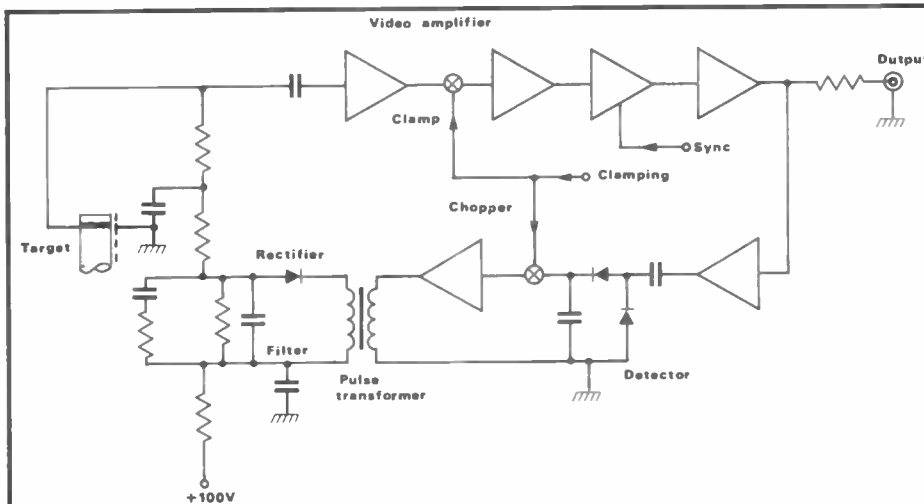 Video amplifier
Output
Clamp
Sync
Clamping
Chopper
Target
Rectifier
Filter
Pulse
transformer
Detector
+100V